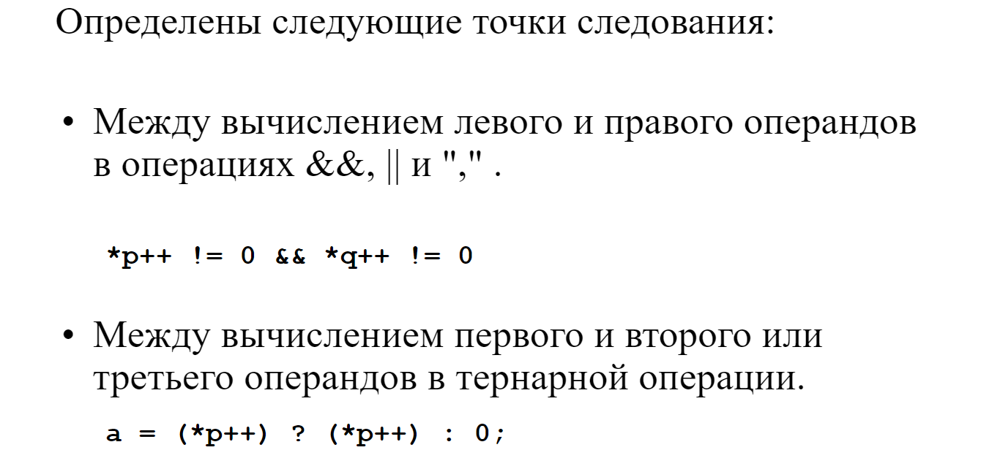 Определены следующие точки следования:
• Между вычислением левого и правого операндов
в операциях &&, || и "," .
*p++ != 0 && *q++ != 0
• Между вычислением первого и второго или
третьего операндов в тернарной операции.
a = (*p++) ? (*p++) : 0;